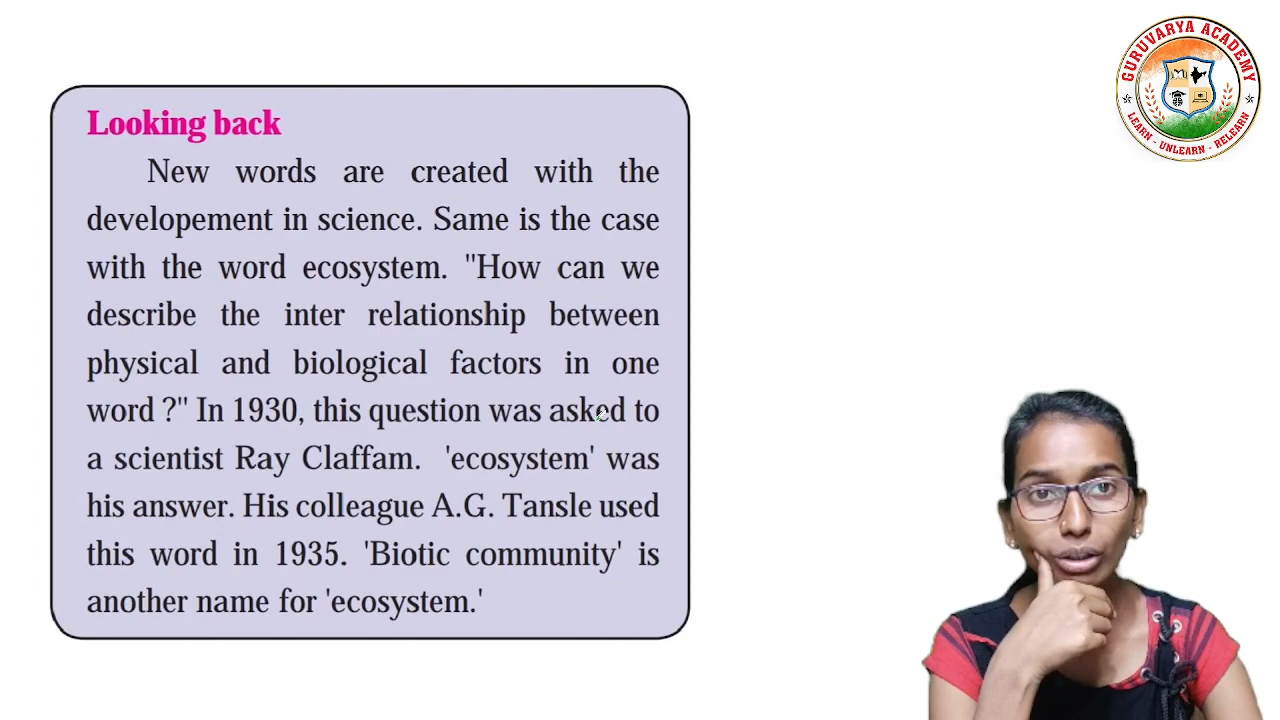 Looking back
New words are created with the
developement in science. Same is the case
with the word ecosystem. "How can we
describe the inter relationship between
physical and biological factors in one
word ?" In 1930, this question was asked to
a scientist Ray Claffam. 'ecosystem' was
his answer. His colleague A.G. Tansle used
this word in 1935. 'Biotic community' is
another name for 'ecosystem.'
GURUVARYA ACADEMY
LEARN - UNLEARN - RELEARN